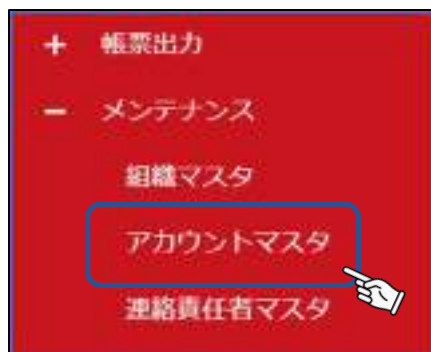 + 帳票出力
− メンテナンス
組織マスタ
アカウントマスタ
連絡責任者マスタ